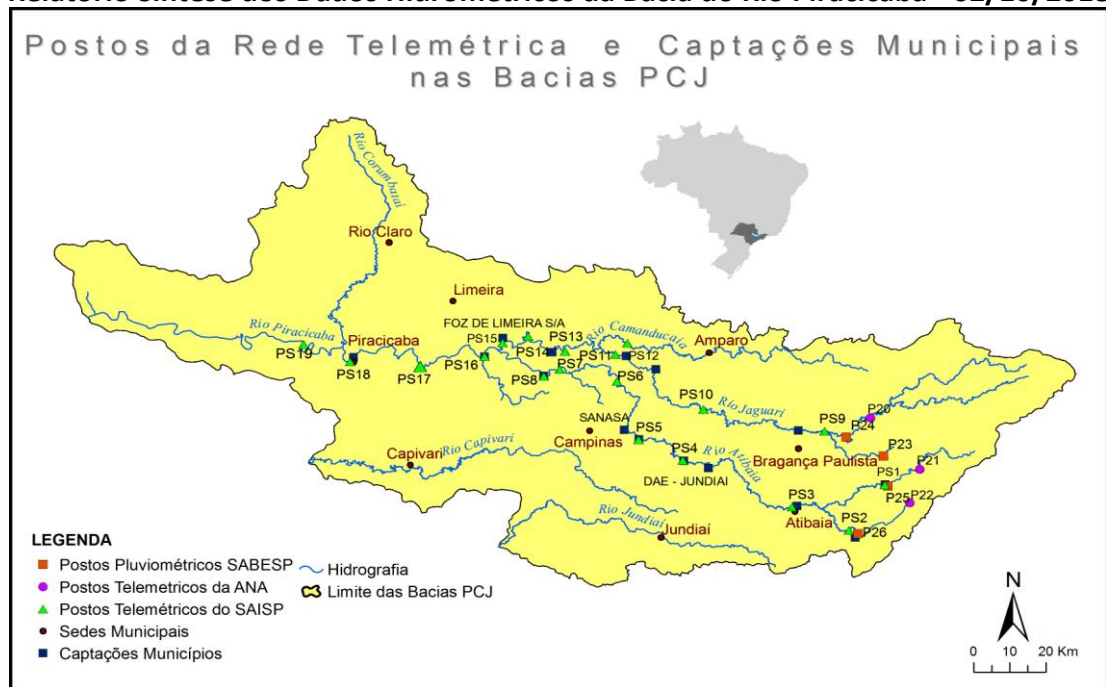 Relatório Síntese dos Dados Hidrométricos da Bacia do Rio Piracicaba - 02/10/2018
Postos da Rede Telemétrica e Captações Municipais
nas Bacias PCJ
Rio Corumbataí
Rio Claro
Limeira
FOZ DE LIMEIRA S/A
Rio Camanducaia
Rio Piracicaba
Piracicaba
PS19
PS18
PS17
PS16
PS15
PS14
PS13
PS11
PS12
Amparo
PS8
PS7
PS6
PS10
Rio Jaguari
PS9
P20
P24
SANASA
PS5
Campinas
Bragança Paulista
P23
P21
Capivari
Rio Capivari
PS4
Rio Atibaia
DAE - JUNDIAI
PS1
P25
P22
PS3
Atibaia
PS2
P26
Rio Jundiaí
Jundiaí
LEGENDA
Postos Pluviométricos SABESP
Postos Telemetricos da ANA
Postos Telemétricos do SAISP
Sedes Municipais
Captações Municípios
Hidrografia
Limite das Bacias PCJ
N
0 10 20 Km